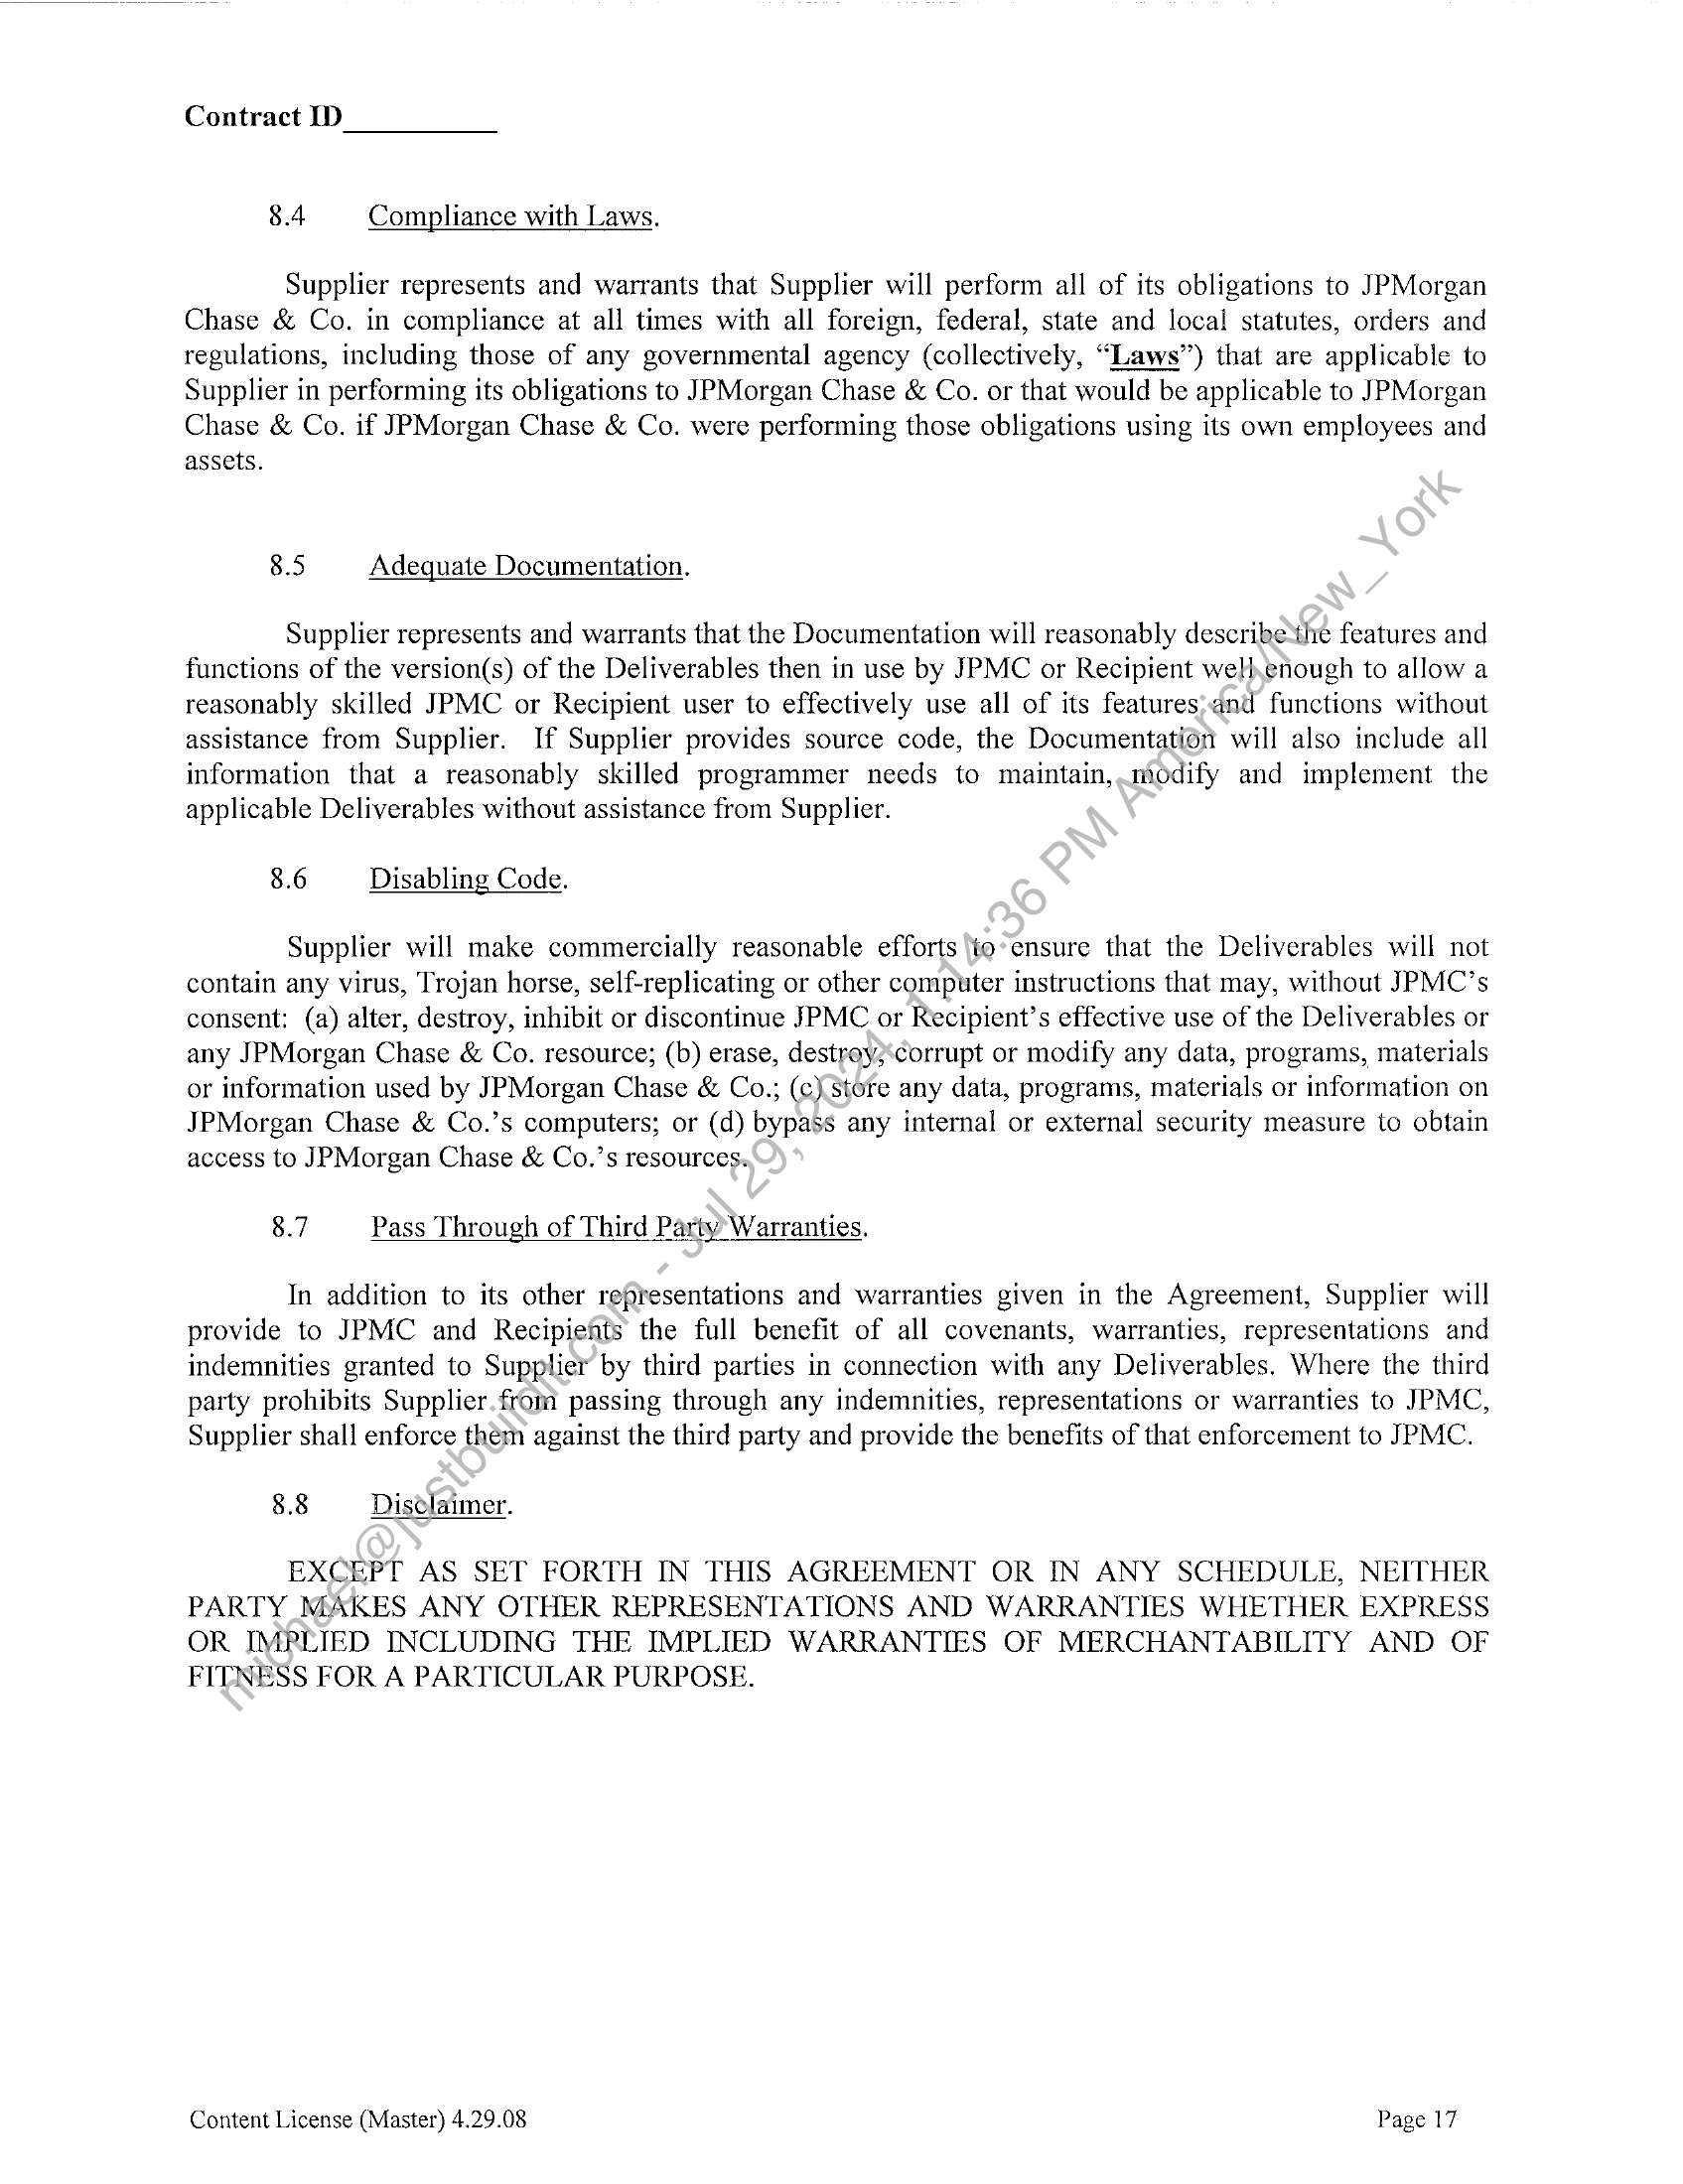 Contract ID__________
8.4 Compliance with Laws.
Supplier represents and warrants that Supplier will perform all of its obligations to JPMorgan
Chase & Co. in compliance at all times with all foreign, federal, state and local statutes, orders and
regulations, including those of any governmental agency (collectively, “Laws”) that are applicable to
Supplier in performing its obligations to JPMorgan Chase & Co. or that would be applicable to JPMorgan
Chase & Co. if JPMorgan Chase & Co. were performing those obligations using its own employees and
assets.
8.5 Adequate Documentation.
Supplier represents and warrants that the Documentation will reasonably describe the features and
functions of the version(s) of the Deliverables then in use by JPMC or Recipient well enough to allow a
reasonably skilled JPMC or Recipient user to effectively use all of its features and functions without
assistance from Supplier. If Supplier provides source code, the Documentation will also include all
information that a reasonably skilled programmer needs to maintain, modify and implement the
applicable Deliverables without assistance from Supplier.
8.6 Disabling Code.
Supplier will make commercially reasonable efforts to ensure that the Deliverables will not
contain any virus, Trojan horse, self-replicating or other computer instructions that may, without JPMC’s
consent: (a) alter, destroy, inhibit or discontinue JPMC or Recipient’s effective use of the Deliverables or
any JPMorgan Chase & Co. resource; (b) erase, destroy, corrupt or modify any data, programs, materials
or information used by JPMorgan Chase & Co.; (c) store any data, programs, materials or information on
JPMorgan Chase & Co.’s computers; or (d) bypass any internal or external security measure to obtain
access to JPMorgan Chase & Co.’s resources.
8.7 Pass Through of Third Party Warranties.
In addition to its other representations and warranties given in the Agreement, Supplier will
provide to JPMC and Recipients the full benefit of all covenants, warranties, representations and
indemnities granted to Supplier by third parties in connection with any Deliverables. Where the third
party prohibits Supplier from passing through any indemnities, representations or warranties to JPMC,
Supplier shall enforce them against the third party and provide the benefits of that enforcement to JPMC.
8.8 Disclaimer.
EXCEPT AS SET FORTH IN THIS AGREEMENT OR IN ANY SCHEDULE, NEITHER
PARTY MAKES ANY OTHER REPRESENTATIONS AND WARRANTIES WHETHER EXPRESS
OR IMPLIED INCLUDING THE IMPLIED WARRANTIES OF MERCHANTABILITY AND OF
FITNESS FOR A PARTICULAR PURPOSE.
michael@justbuildit.com - Jul 29, 2024, 1:14:36 PM America/New_York
Content License (Master) 4.29.08 Page 17